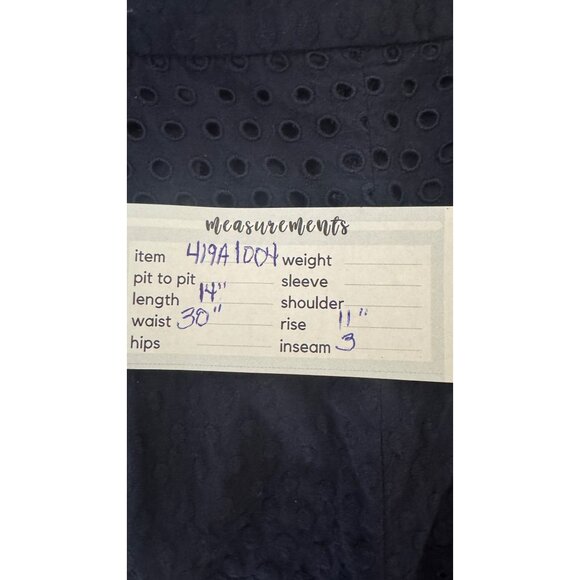 measurements
item 419A1004 weight
pit to pit sleeve
length 14" shoulder
waist 30" rise 11"
hips inseam 3